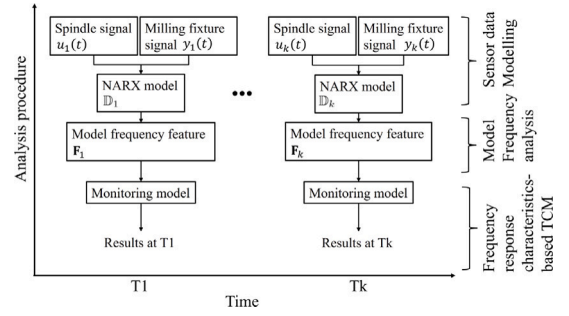 Analysis procedure
Spindle signal
u₁(t)
Milling fixture
signal y₁(t)
NARX model
𝔻₁
Model frequency feature
F₁
Monitoring model
Results at T1
•••
Spindle signal
uₖ(t)
Milling fixture
signal yₖ(t)
NARX model
𝔻ₖ
Model frequency feature
Fₖ
Monitoring model
Results at Tk
Sensor data
Modelling
Model
Frequency
analysis
Frequency
response
characteristics-
based TCM
T1
Tk
Time